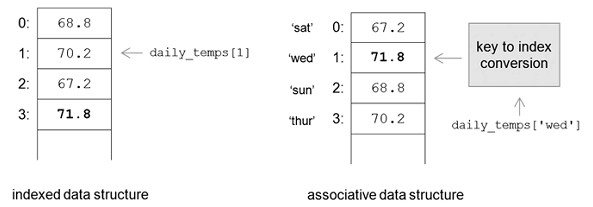 0: 68.8
1: 70.2
2: 67.2
3: 71.8
daily_temps[1]
indexed data structure
'sat' 0: 67.2
'wed' 1: 71.8
'sun' 2: 68.8
'thur' 3: 70.2
key to index
conversion
daily_temps['wed']
associative data structure